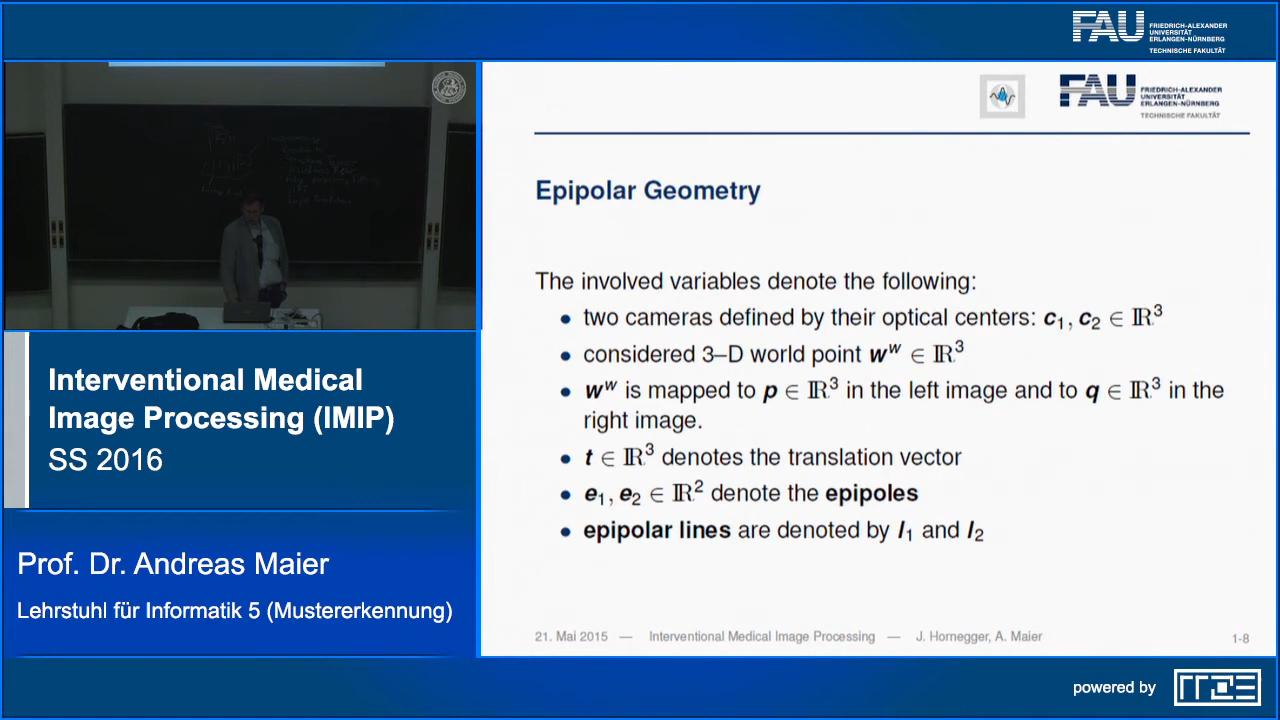 FAU FRIEDRICH-ALEXANDER
UNIVERSITÄT
ERLANGEN-NÜRNBERG
TECHNISCHE FAKULTÄT
FAU FRIEDRICH-ALEXANDER
UNIVERSITÄT
ERLANGEN-NÜRNBERG
TECHNISCHE FAKULTÄT
Epipolar Geometry
The involved variables denote the following:
• two cameras defined by their optical centers: c₁, c₂ ∈ ℝ³
• considered 3–D world point wʷ ∈ ℝ³
• wʷ is mapped to p ∈ ℝ³ in the left image and to q ∈ ℝ³ in the
right image.
• t ∈ ℝ³ denotes the translation vector
• e₁, e₂ ∈ ℝ² denote the epipoles
• epipolar lines are denoted by l₁ and l₂
21. Mai 2015 — Interventional Medical Image Processing — J. Hornegger, A. Maier 1-8
Interventional Medical
Image Processing (IMIP)
SS 2016
Prof. Dr. Andreas Maier
Lehrstuhl für Informatik 5 (Mustererkennung)
powered by